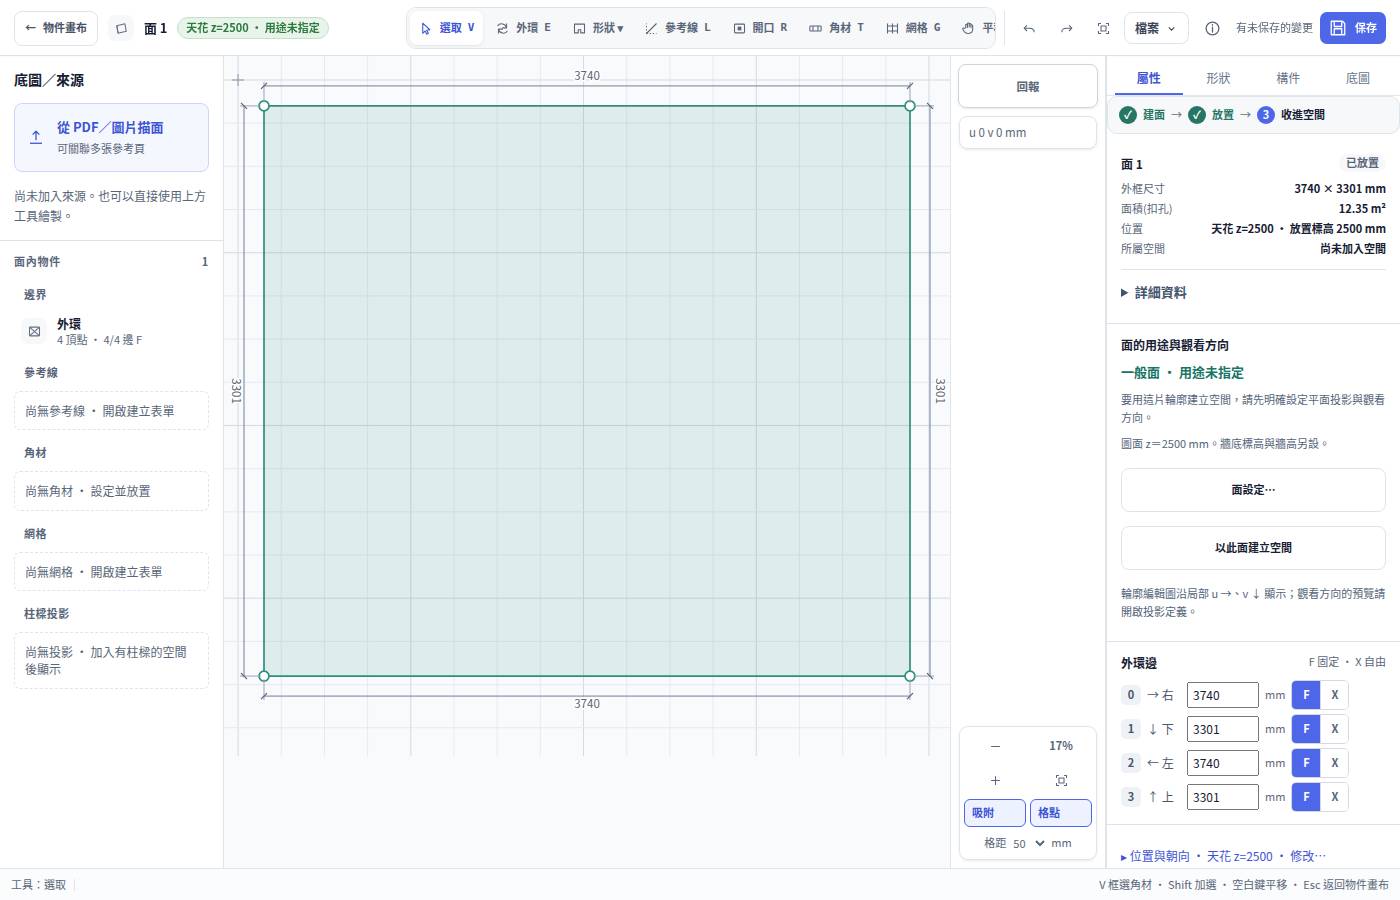 ← 物件畫布
面 1
天花 z=2500 · 用途未指定
選取 V
外環 E
形狀▾
參考線 L
開口 R
角材 T
網格 G
檔案
有未保存的變更
保存
底圖／來源
從 PDF／圖片描面
可關聯多張參考頁
尚未加入來源。也可以直接使用上方
工具繪製。
面內物件 1
邊界
外環
4 頂點 · 4/4 邊 F
參考線
尚無參考線 · 開啟建立表單
角材
尚無角材 · 設定並放置
網格
尚無網格 · 開啟建立表單
柱樑投影
尚無投影 · 加入有柱樑的空間
後顯示
3740
3301
3301
3740
回報
u 0 v 0 mm
− 17%
+
吸附 格點
格距 50 mm
屬性 形狀 構件 底圖
✓ 建面 → ✓ 放置 → 3 收進空間
面 1 已放置
外框尺寸 3740 × 3301 mm
面積(扣孔) 12.35 m²
位置 天花 z=2500 · 放置標高 2500 mm
所屬空間 尚未加入空間
▶ 詳細資料
面的用途與觀看方向
一般面 · 用途未指定
要用這片輪廓建立空間，請先明確設定平面投影與觀看
方向。
圖面 z＝2500 mm。牆底標高與牆高另設。
面設定…
以此面建立空間
輪廓編輯圖沿局部 u →、v ↓ 顯示；觀看方向的預覽請
開啟投影定義。
外環邊 F 固定 · X 自由
0 → 右 3740 mm F X
1 ↓ 下 3301 mm F X
2 ← 左 3740 mm F X
3 ↑ 上 3301 mm F X
▸ 位置與朝向 · 天花 z=2500 · 修改…
工具：選取
V 框選角材 · Shift 加選 · 空白鍵平移 · Esc 返回物件畫布